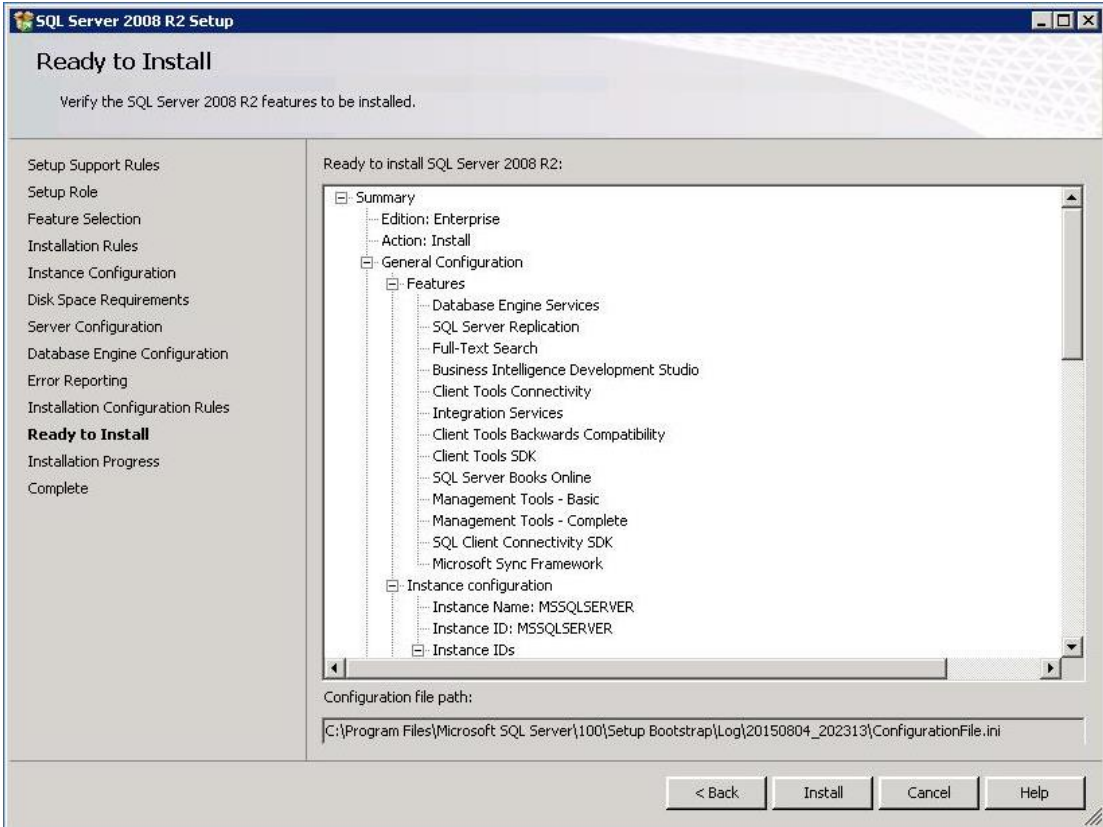 SQL Server 2008 R2 Setup
Ready to Install
Verify the SQL Server 2008 R2 features to be installed.
Setup Support Rules
Setup Role
Feature Selection
Installation Rules
Instance Configuration
Disk Space Requirements
Server Configuration
Database Engine Configuration
Error Reporting
Installation Configuration Rules
Ready to Install
Installation Progress
Complete
Ready to install SQL Server 2008 R2:
Summary
Edition: Enterprise
Action: Install
General Configuration
Features
Database Engine Services
SQL Server Replication
Full-Text Search
Business Intelligence Development Studio
Client Tools Connectivity
Integration Services
Client Tools Backwards Compatibility
Client Tools SDK
SQL Server Books Online
Management Tools - Basic
Management Tools - Complete
SQL Client Connectivity SDK
Microsoft Sync Framework
Instance configuration
Instance Name: MSSQLSERVER
Instance ID: MSSQLSERVER
Instance IDs
Configuration file path:
C:\Program Files\Microsoft SQL Server\100\Setup Bootstrap\Log\20150804_202313\ConfigurationFile.ini
< Back Install Cancel Help